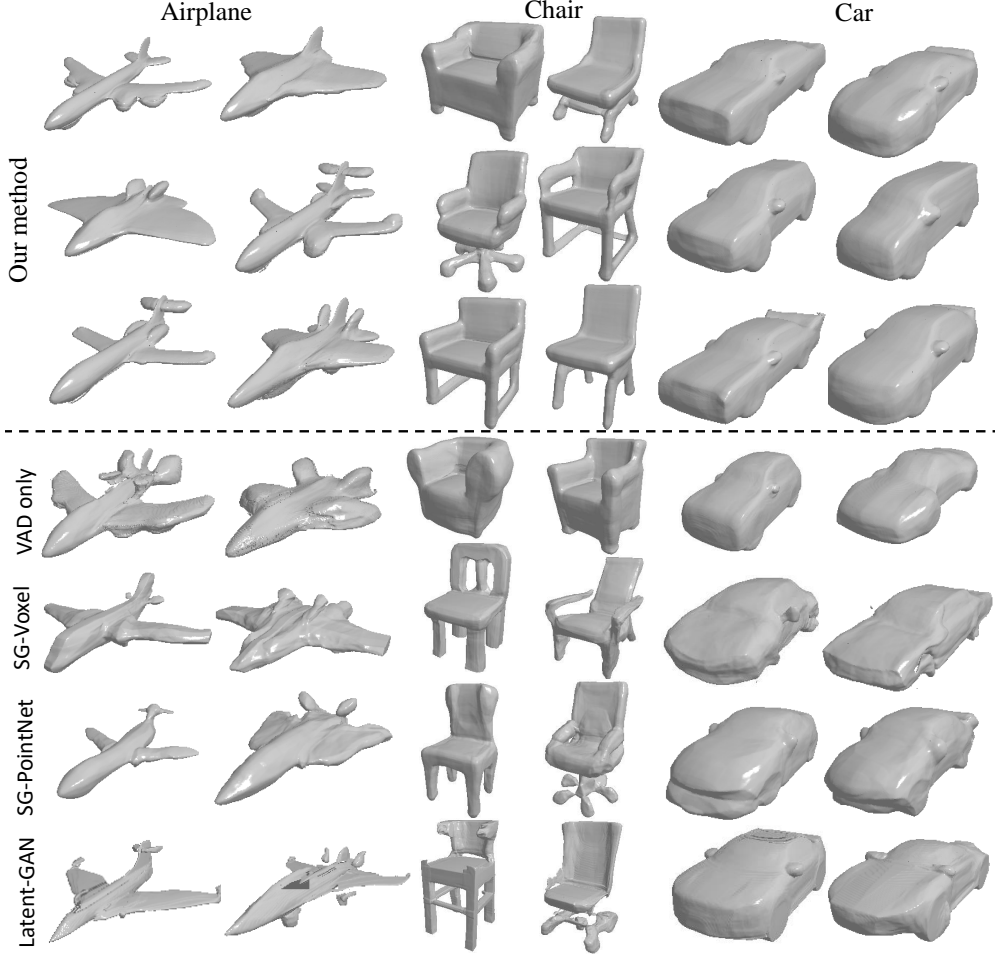 Airplane
Chair
Car
Our method
VAD only
SG-Voxel
SG-PointNet
Latent-GAN